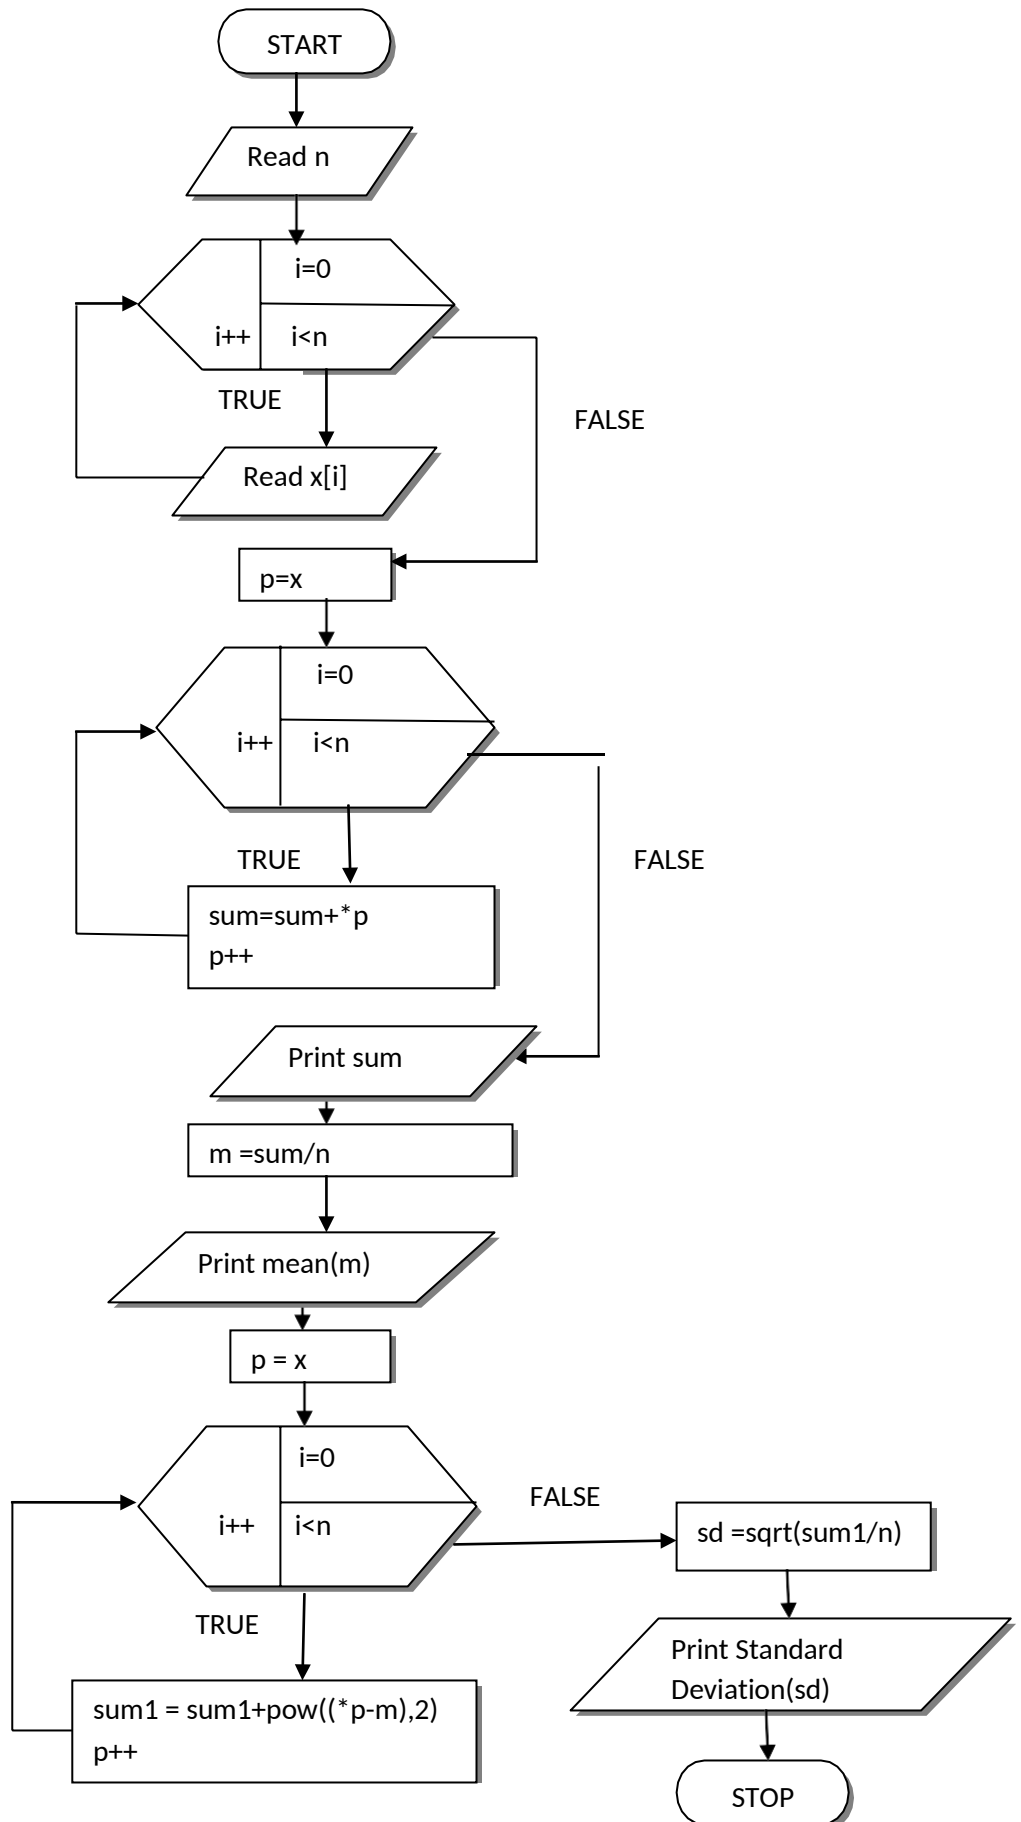 START
Read n
i=0
i++
i<n
TRUE
FALSE
Read x[i]
p=x
i=0
i++
i<n
TRUE
FALSE
sum=sum+*p
p++
Print sum
m =sum/n
Print mean(m)
p = x
i=0
i++
i<n
FALSE
TRUE
sum1 = sum1+pow((*p-m),2)
p++
sd =sqrt(sum1/n)
Print Standard
Deviation(sd)
STOP